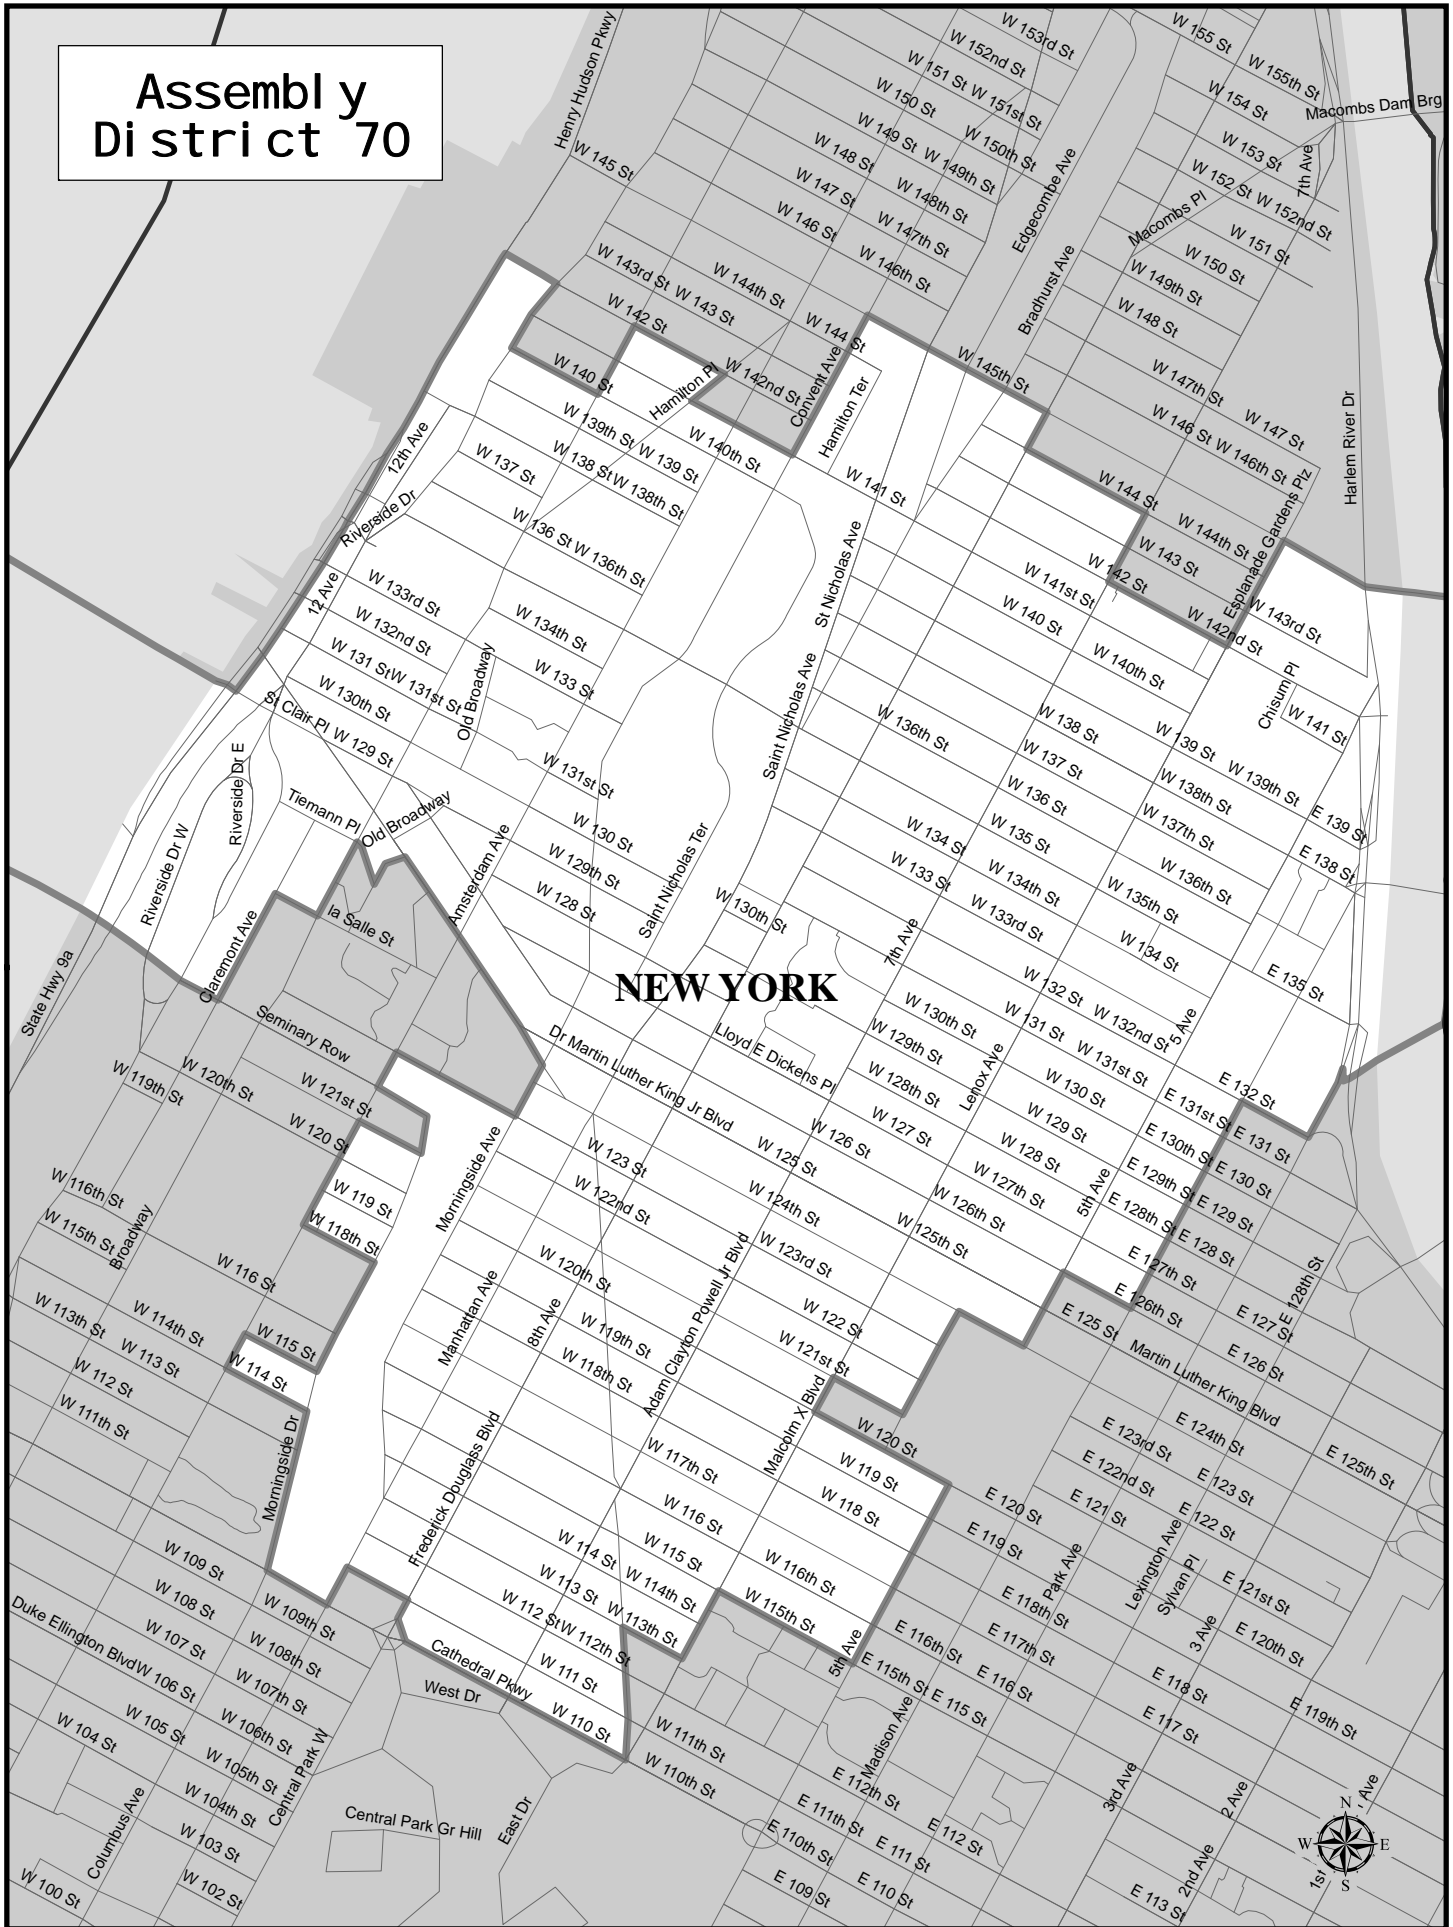 Assembly
District 70
Henry Hudson Pkwy
W 153rd St
W 155 St
W 152nd St
W 155th St
W 151 St
W 151st St
W 154 St
Macombs Dam Brg
W 150 St
W 150th St
W 149 St
W 149th St
W 153 St
7th Ave
W 145 St
W 148 St
W 148th St
Edgecombe Ave
W 152 St
W 152nd St
Macombs Pl
W 147 St
W 147th St
W 151 St
W 146 St
W 146th St
W 150 St
W 149th St
Bradhurst Ave
W 148 St
W 143rd St
W 144th St
W 143 St
W 142 St
W 144 St
W 145th St
Convent Ave
W 142nd St
W 140 St
Hamilton Pl
Hamilton Ter
W 147th St
W 147 St
W 146 St
W 146th St
Harlem River Dr
12th Ave
W 139th St
W 139 St
W 140th St
W 137 St
W 138 St
W 138th St
W 141 St
W 144 St
W 144th St
Esplanade Gardens Plz
Riverside Dr
W 136 St
W 136th St
W 143 St
W 142 St
12 Ave
W 133rd St
W 132nd St
W 134th St
W 133 St
St Nicholas Ave
W 141st St
W 140 St
W 142nd St
W 143rd St
W 131 St
W 131st St
W 130th St
Old Broadway
W 140th St
St Clair Pl
W 129 St
Saint Nicholas Ave
W 136th St
W 138 St
Chisum Pl
W 141 St
Riverside Dr E
W 131st St
W 137 St
W 139 St
W 139th St
Tiemann Pl
Old Broadway
W 136 St
W 138th St
E 139 St
W 130 St
W 137th St
Riverside Dr W
Amsterdam Ave
W 129th St
W 128 St
Saint Nicholas Ter
W 134 St
W 135 St
W 133 St
W 134th St
W 136th St
E 138 St
W 135th St
W 130th St
7th Ave
W 133rd St
la Salle St
Claremont Ave
W 134 St
E 135 St
State Hwy 9a
NEW YORK
W 132 St
W 132nd St
5 Ave
Seminary Row
Dr Martin Luther King Jr Blvd
Lloyd E Dickens Pl
W 130th St
W 129th St
W 131 St
W 131st St
Lenox Ave
W 128th St
W 130 St
E 132 St
W 119th St
W 120th St
W 121st St
W 120 St
W 127 St
W 129 St
E 131st St
E 131 St
W 126 St
W 128 St
E 130th St
E 130 St
Morningside Ave
W 123 St
W 125 St
W 127th St
E 129th St
E 129 St
W 116th St
W 119 St
W 122nd St
W 124th St
W 126th St
5th Ave
E 128th St
E 128 St
W 115th St
Broadway
W 118th St
W 123rd St
W 125th St
E 127th St
W 116 St
W 120th St
E 126th St
E 127 St
E 128th St
W 113th St
W 114th St
W 115 St
Manhattan Ave
8th Ave
W 119th St
Adam Clayton Powell Jr Blvd
W 122 St
W 121st St
E 125 St
Martin Luther King Blvd
E 126 St
W 113 St
W 112 St
W 114 St
W 118th St
W 111th St
Malcolm X Blvd
Morningside Dr
Frederick Douglass Blvd
W 120 St
W 119 St
W 117th St
W 118 St
E 123rd St
E 124th St
E 125th St
E 122nd St
E 123 St
E 120 St
E 121 St
E 122 St
W 116 St
W 115 St
E 119 St
W 109 St
W 114 St
W 114th St
W 116th St
Park Ave
Lexington Ave
Sylvan Pl
W 108 St
W 113 St
W 113th St
W 115th St
E 121st St
Duke Ellington Blvd
W 109th St
W 107 St
W 108th St
W 112 St
W 112th St
5th Ave
E 118th St
E 116th St
E 117th St
3 Ave
E 120th St
W 106 St
W 107th St
Cathedral Pkwy
W 111 St
E 115th St
E 116 St
West Dr
W 110 St
E 115 St
E 118 St
E 119th St
W 104 St
W 105 St
W 106th St
W 111th St
Madison Ave
E 117 St
W 105th St
Central Park W
W 110th St
W 104th St
E 112th St
3rd Ave
2 Ave
Columbus Ave
Central Park Gr Hill
East Dr
E 111th St
E 112 St
W 103 St
E 110th St
E 111 St
W 100 St
W 102 St
E 109 St
E 110 St
E 113 St
2nd Ave
1st
Ave
N
W
E
S